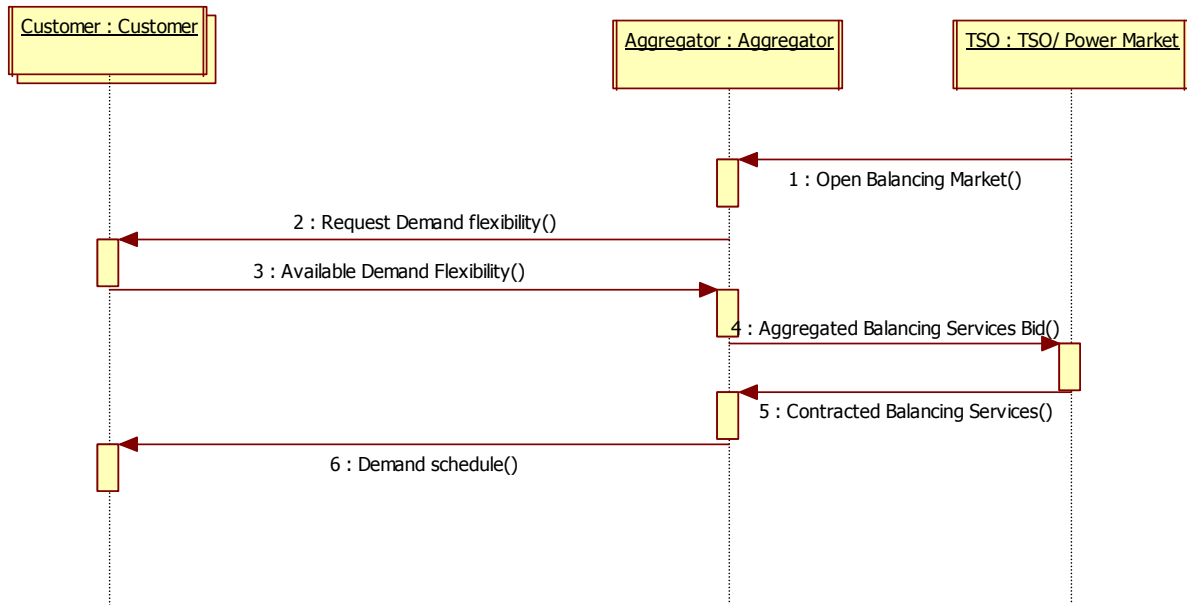 Customer : Customer
Aggregator : Aggregator
TSO : TSO/ Power Market
1 : Open Balancing Market()
2 : Request Demand flexibility()
3 : Available Demand Flexibility()
4 : Aggregated Balancing Services Bid()
5 : Contracted Balancing Services()
6 : Demand schedule()